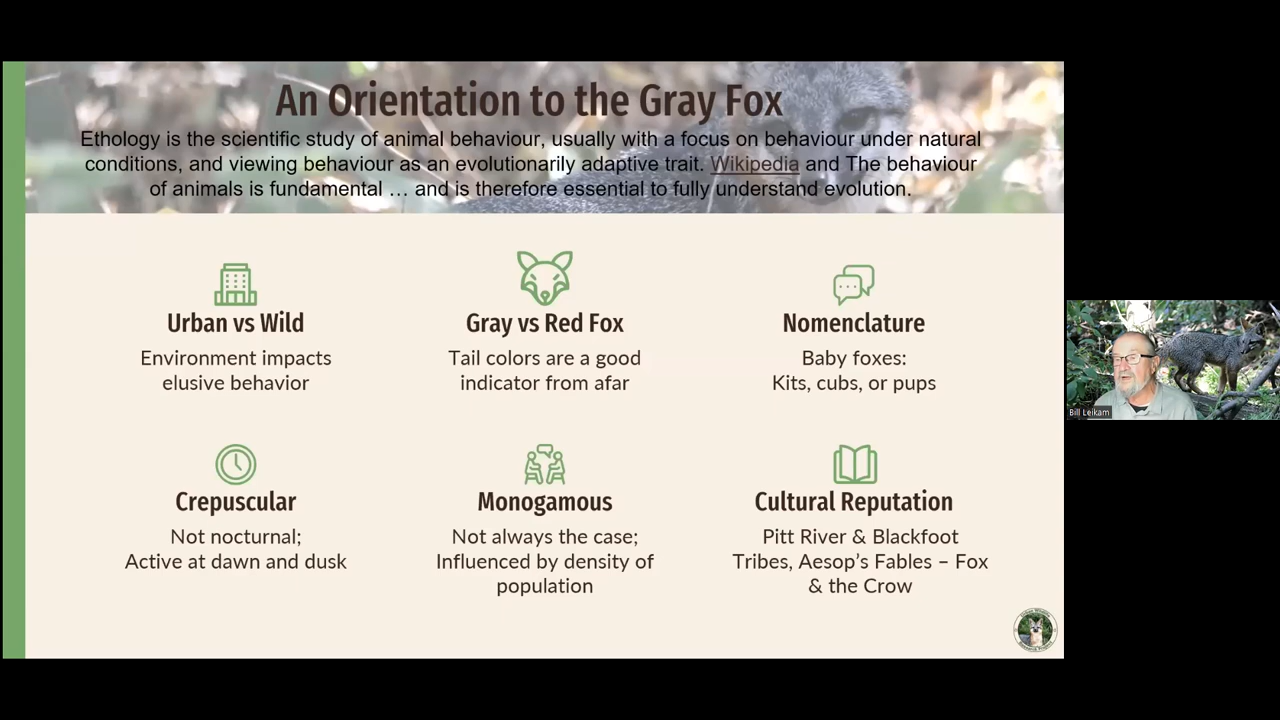 An Orientation to the Gray Fox
Ethology is the scientific study of animal behaviour, usually with a focus on behaviour under natural
conditions, and viewing behaviour as an evolutionarily adaptive trait. Wikipedia and The behaviour
of animals is fundamental … and is therefore essential to fully understand evolution.
Urban vs Wild
Environment impacts
elusive behavior
Gray vs Red Fox
Tail colors are a good
indicator from afar
Nomenclature
Baby foxes:
Kits, cubs, or pups
Crepuscular
Not nocturnal;
Active at dawn and dusk
Monogamous
Not always the case;
Influenced by density of
population
Cultural Reputation
Pitt River & Blackfoot
Tribes, Aesop's Fables – Fox
& the Crow
Bill Leikam